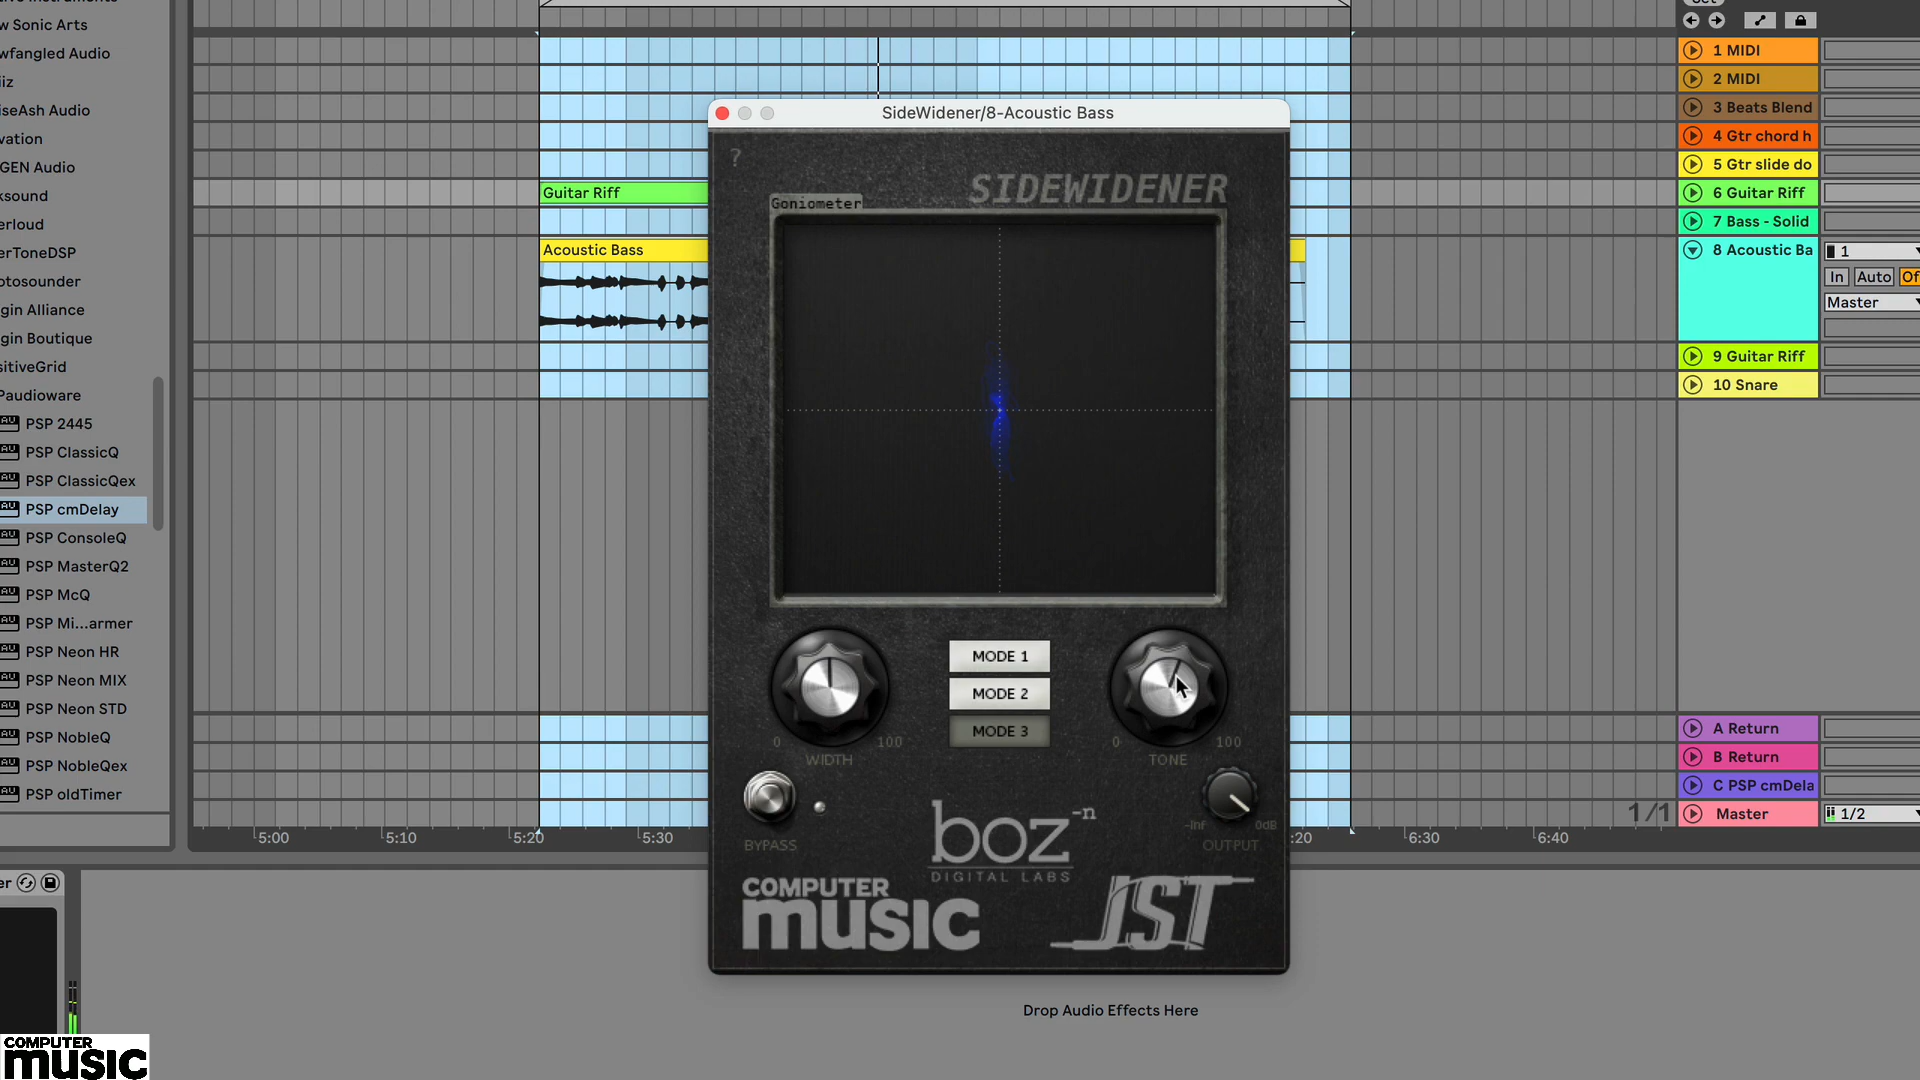 w Sonic Arts
wfangled Audio
iz
iseAsh Audio
vation
GEN Audio
ksound
erloud
erToneDSP
otosounder
gin Alliance
gin Boutique
sitiveGrid
Paudioware
PSP 2445
PSP ClassicQ
PSP ClassicQex
PSP cmDelay
PSP ConsoleQ
PSP MasterQ2
PSP McQ
PSP Mi...armer
PSP Neon HR
PSP Neon MIX
PSP Neon STD
PSP NobleQ
PSP NobleQex
PSP oldTimer
er
Guitar Riff
Acoustic Bass
SideWidener/8-Acoustic Bass
?
SIDEWIDENER
Goniometer
MODE 1
MODE 2
MODE 3
0 100
WIDTH
0 100
TONE
BYPASS
-Inf 0dB
OUTPUT
boz-n
DIGITAL LABS
COMPUTER
music
JST
5:00 5:10 5:20 5:30 :20 6:30 6:40
1/1
Drop Audio Effects Here
Set
1 MIDI
2 MIDI
3 Beats Blend
4 Gtr chord h
5 Gtr slide do
6 Guitar Riff
7 Bass - Solid
8 Acoustic Ba
1
In Auto Of
Master
9 Guitar Riff
10 Snare
A Return
B Return
C PSP cmDela
Master
1/2
COMPUTER
music